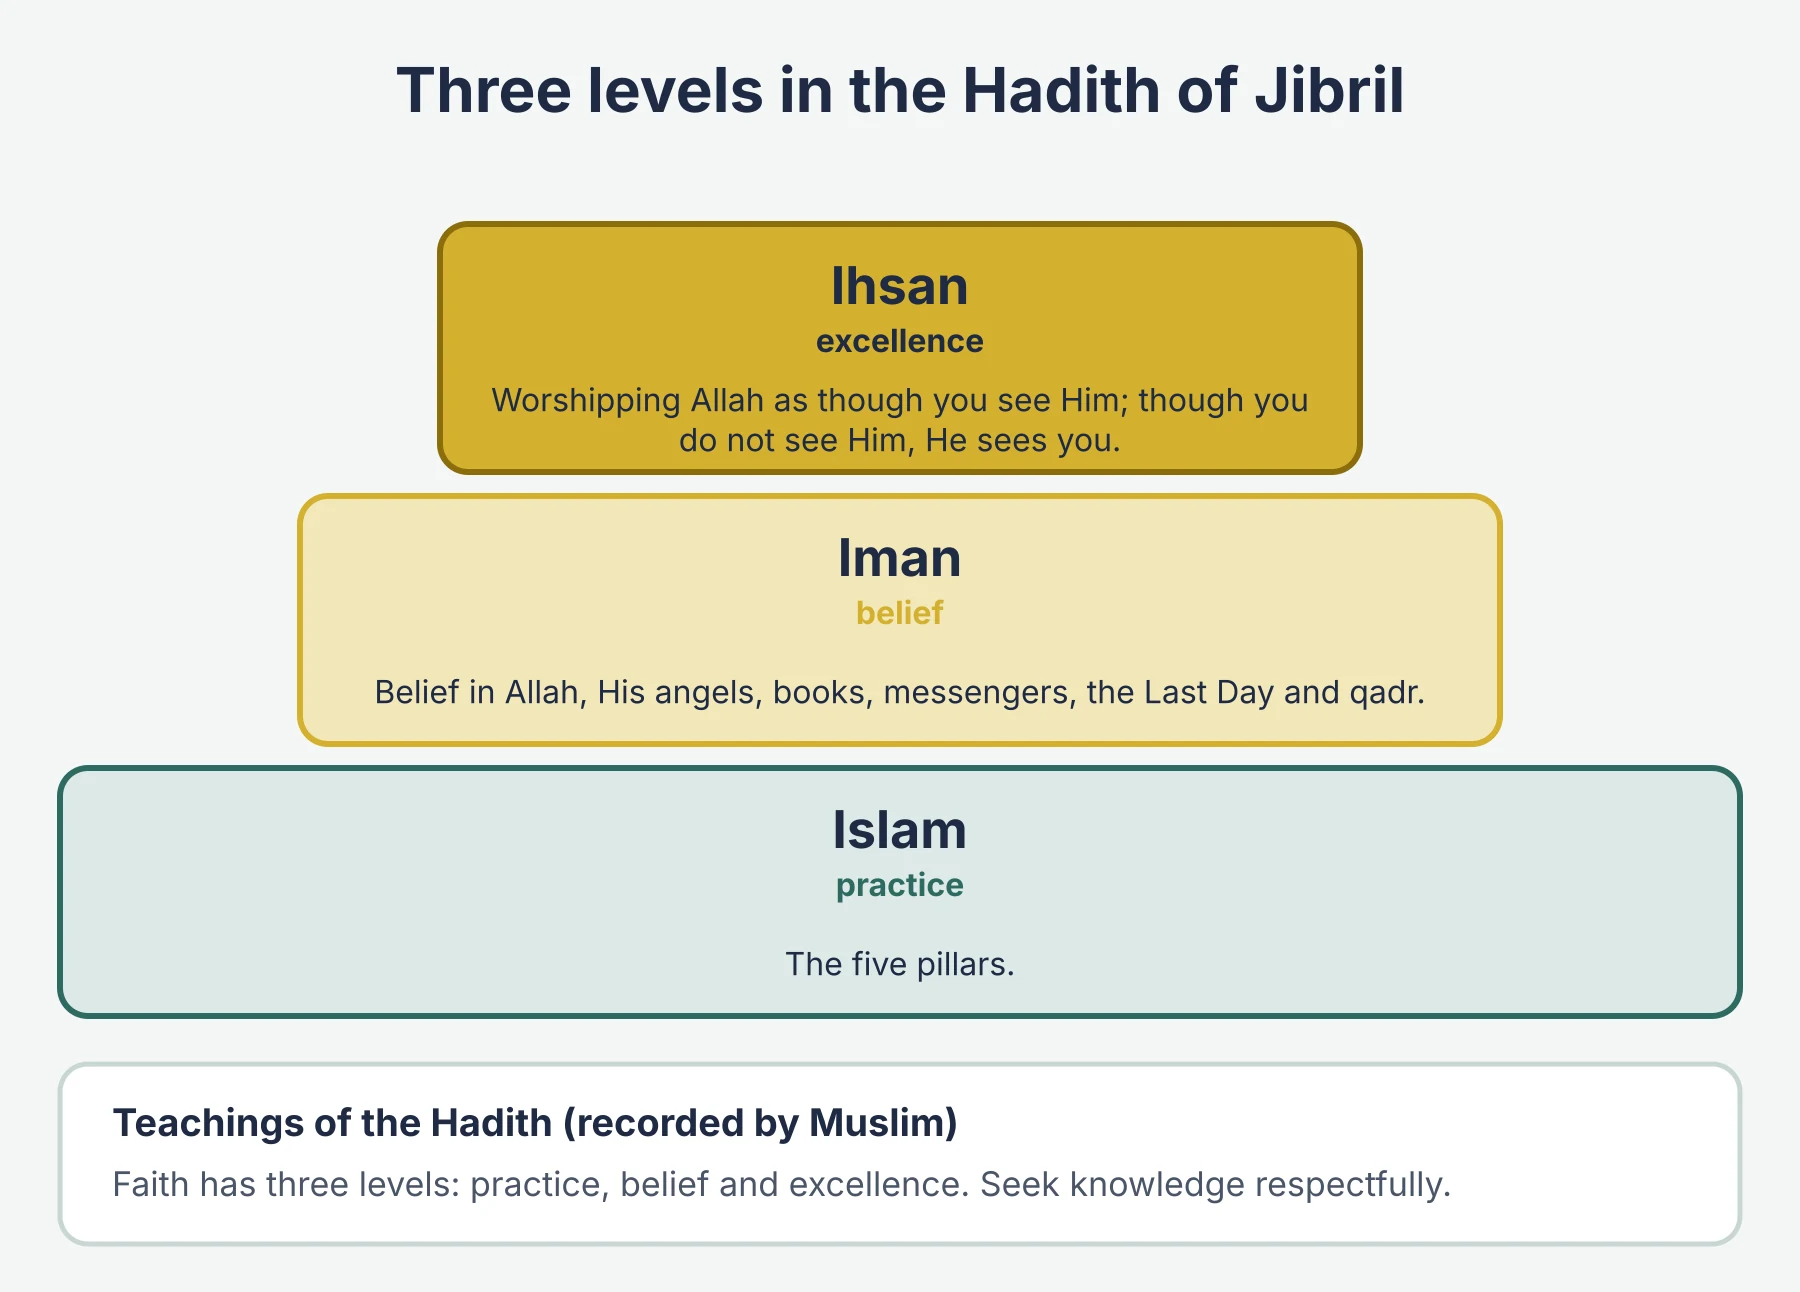 Three levels in the Hadith of Jibril
Ihsan
excellence
Worshipping Allah as though you see Him; though you
do not see Him, He sees you.
Iman
belief
Belief in Allah, His angels, books, messengers, the Last Day and qadr.
Islam
practice
The five pillars.
Teachings of the Hadith (recorded by Muslim)
Faith has three levels: practice, belief and excellence. Seek knowledge respectfully.